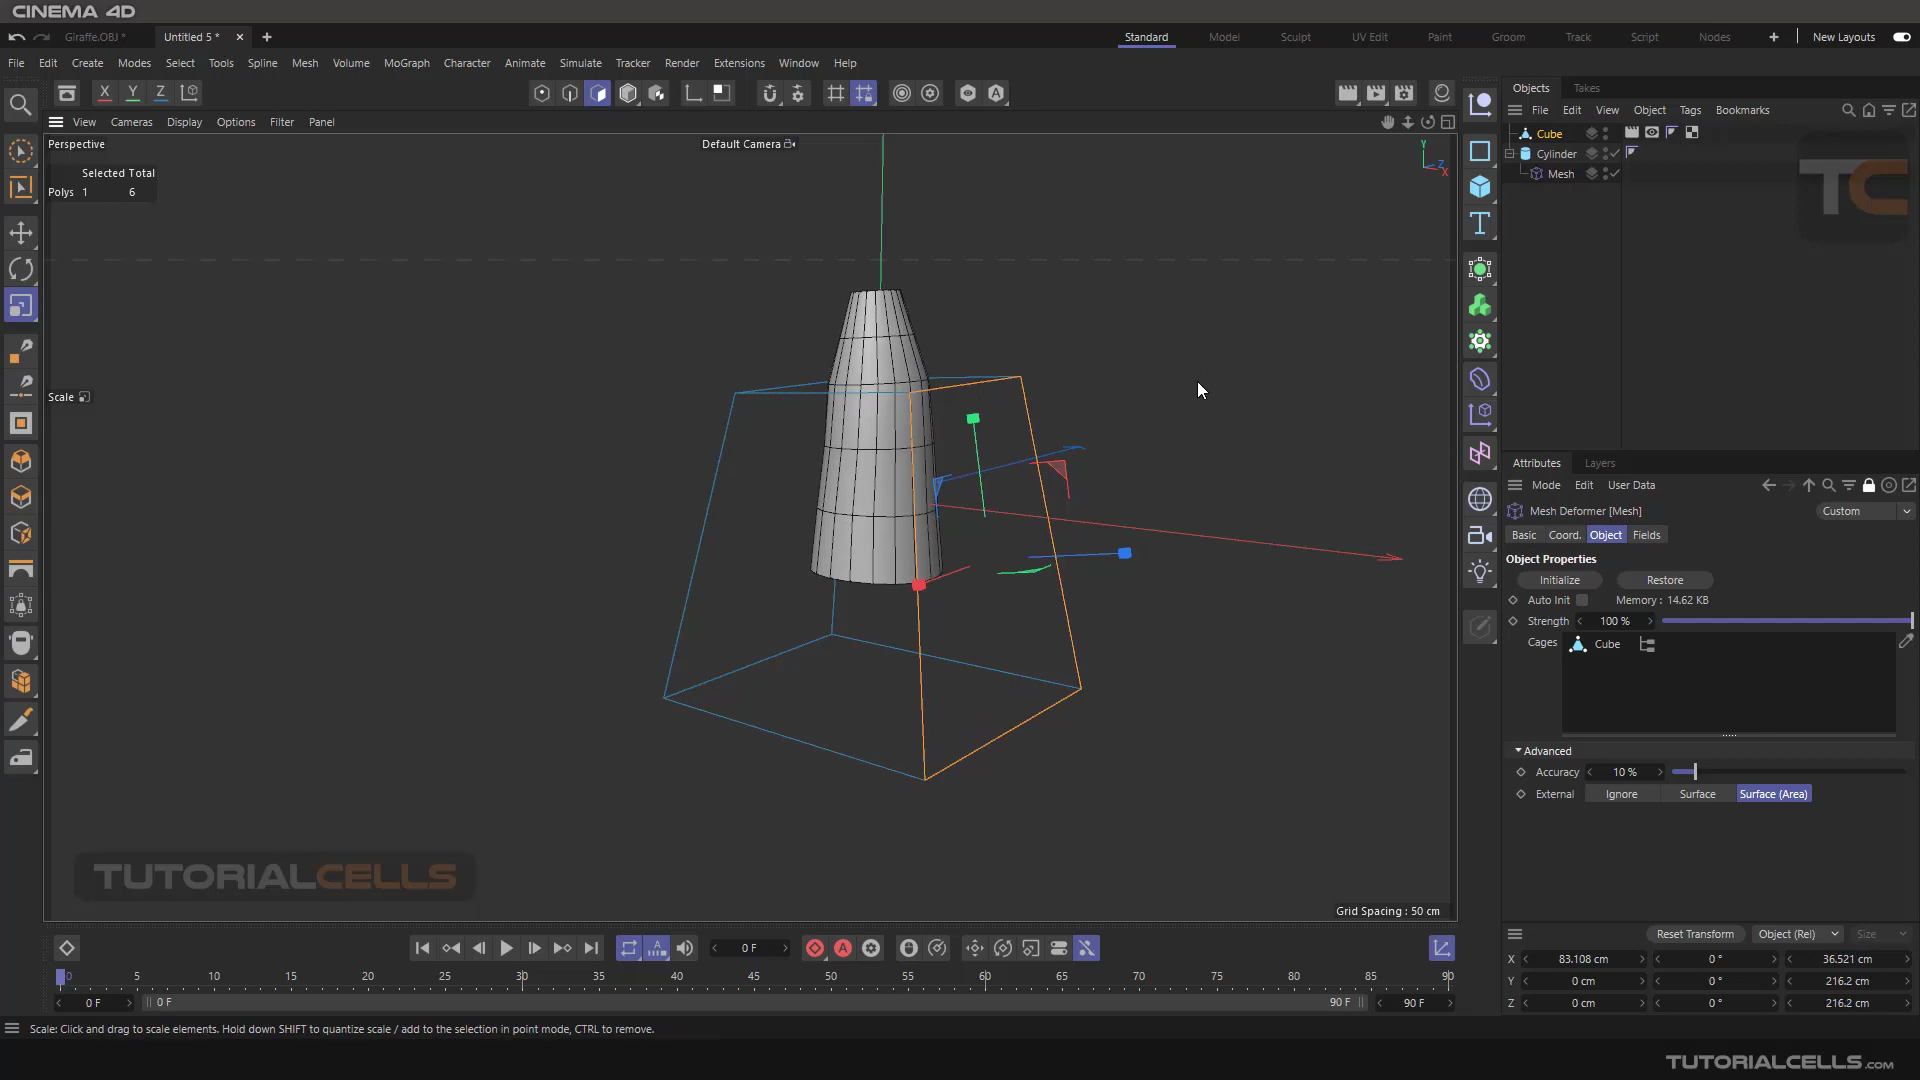 CINEMA 4D
Giraffe.OBJ * Untitled 5 *
Standard Model Sculpt UV Edit Paint Groom Track Script Nodes New Layouts
File Edit Create Modes Select Tools Spline Mesh Volume MoGraph Character Animate Simulate Tracker Render Extensions Window Help
X Y Z
View Cameras Display Options Filter Panel
Perspective
Default Camera
Y
Z
X
Selected Total
Polys 1 6
Scale
TUTORIALCELLS
Grid Spacing : 50 cm
Objects Takes
File Edit View Object Tags Bookmarks
Cube
Cylinder
Mesh
TC
Attributes Layers
Mode Edit User Data
Mesh Deformer [Mesh]
Custom
Basic Coord. Object Fields
Object Properties
Initialize Restore
Auto Init Memory : 14.62 KB
Strength 100 %
Cages Cube
Advanced
Accuracy 10 %
External Ignore Surface Surface (Area)
0 F
0 5 10 15 20 25 30 35 40 45 50 55 60 65 70 75 80 85 90
0 F 0 F 90 F 90 F
Reset Transform Object (Rel) Size
X 83.108 cm 0 ° 36.521 cm
Y 0 cm 0 ° 216.2 cm
Z 0 cm 0 ° 216.2 cm
Scale: Click and drag to scale elements. Hold down SHIFT to quantize scale / add to the selection in point mode, CTRL to remove.
TUTORIALCELLS.COM